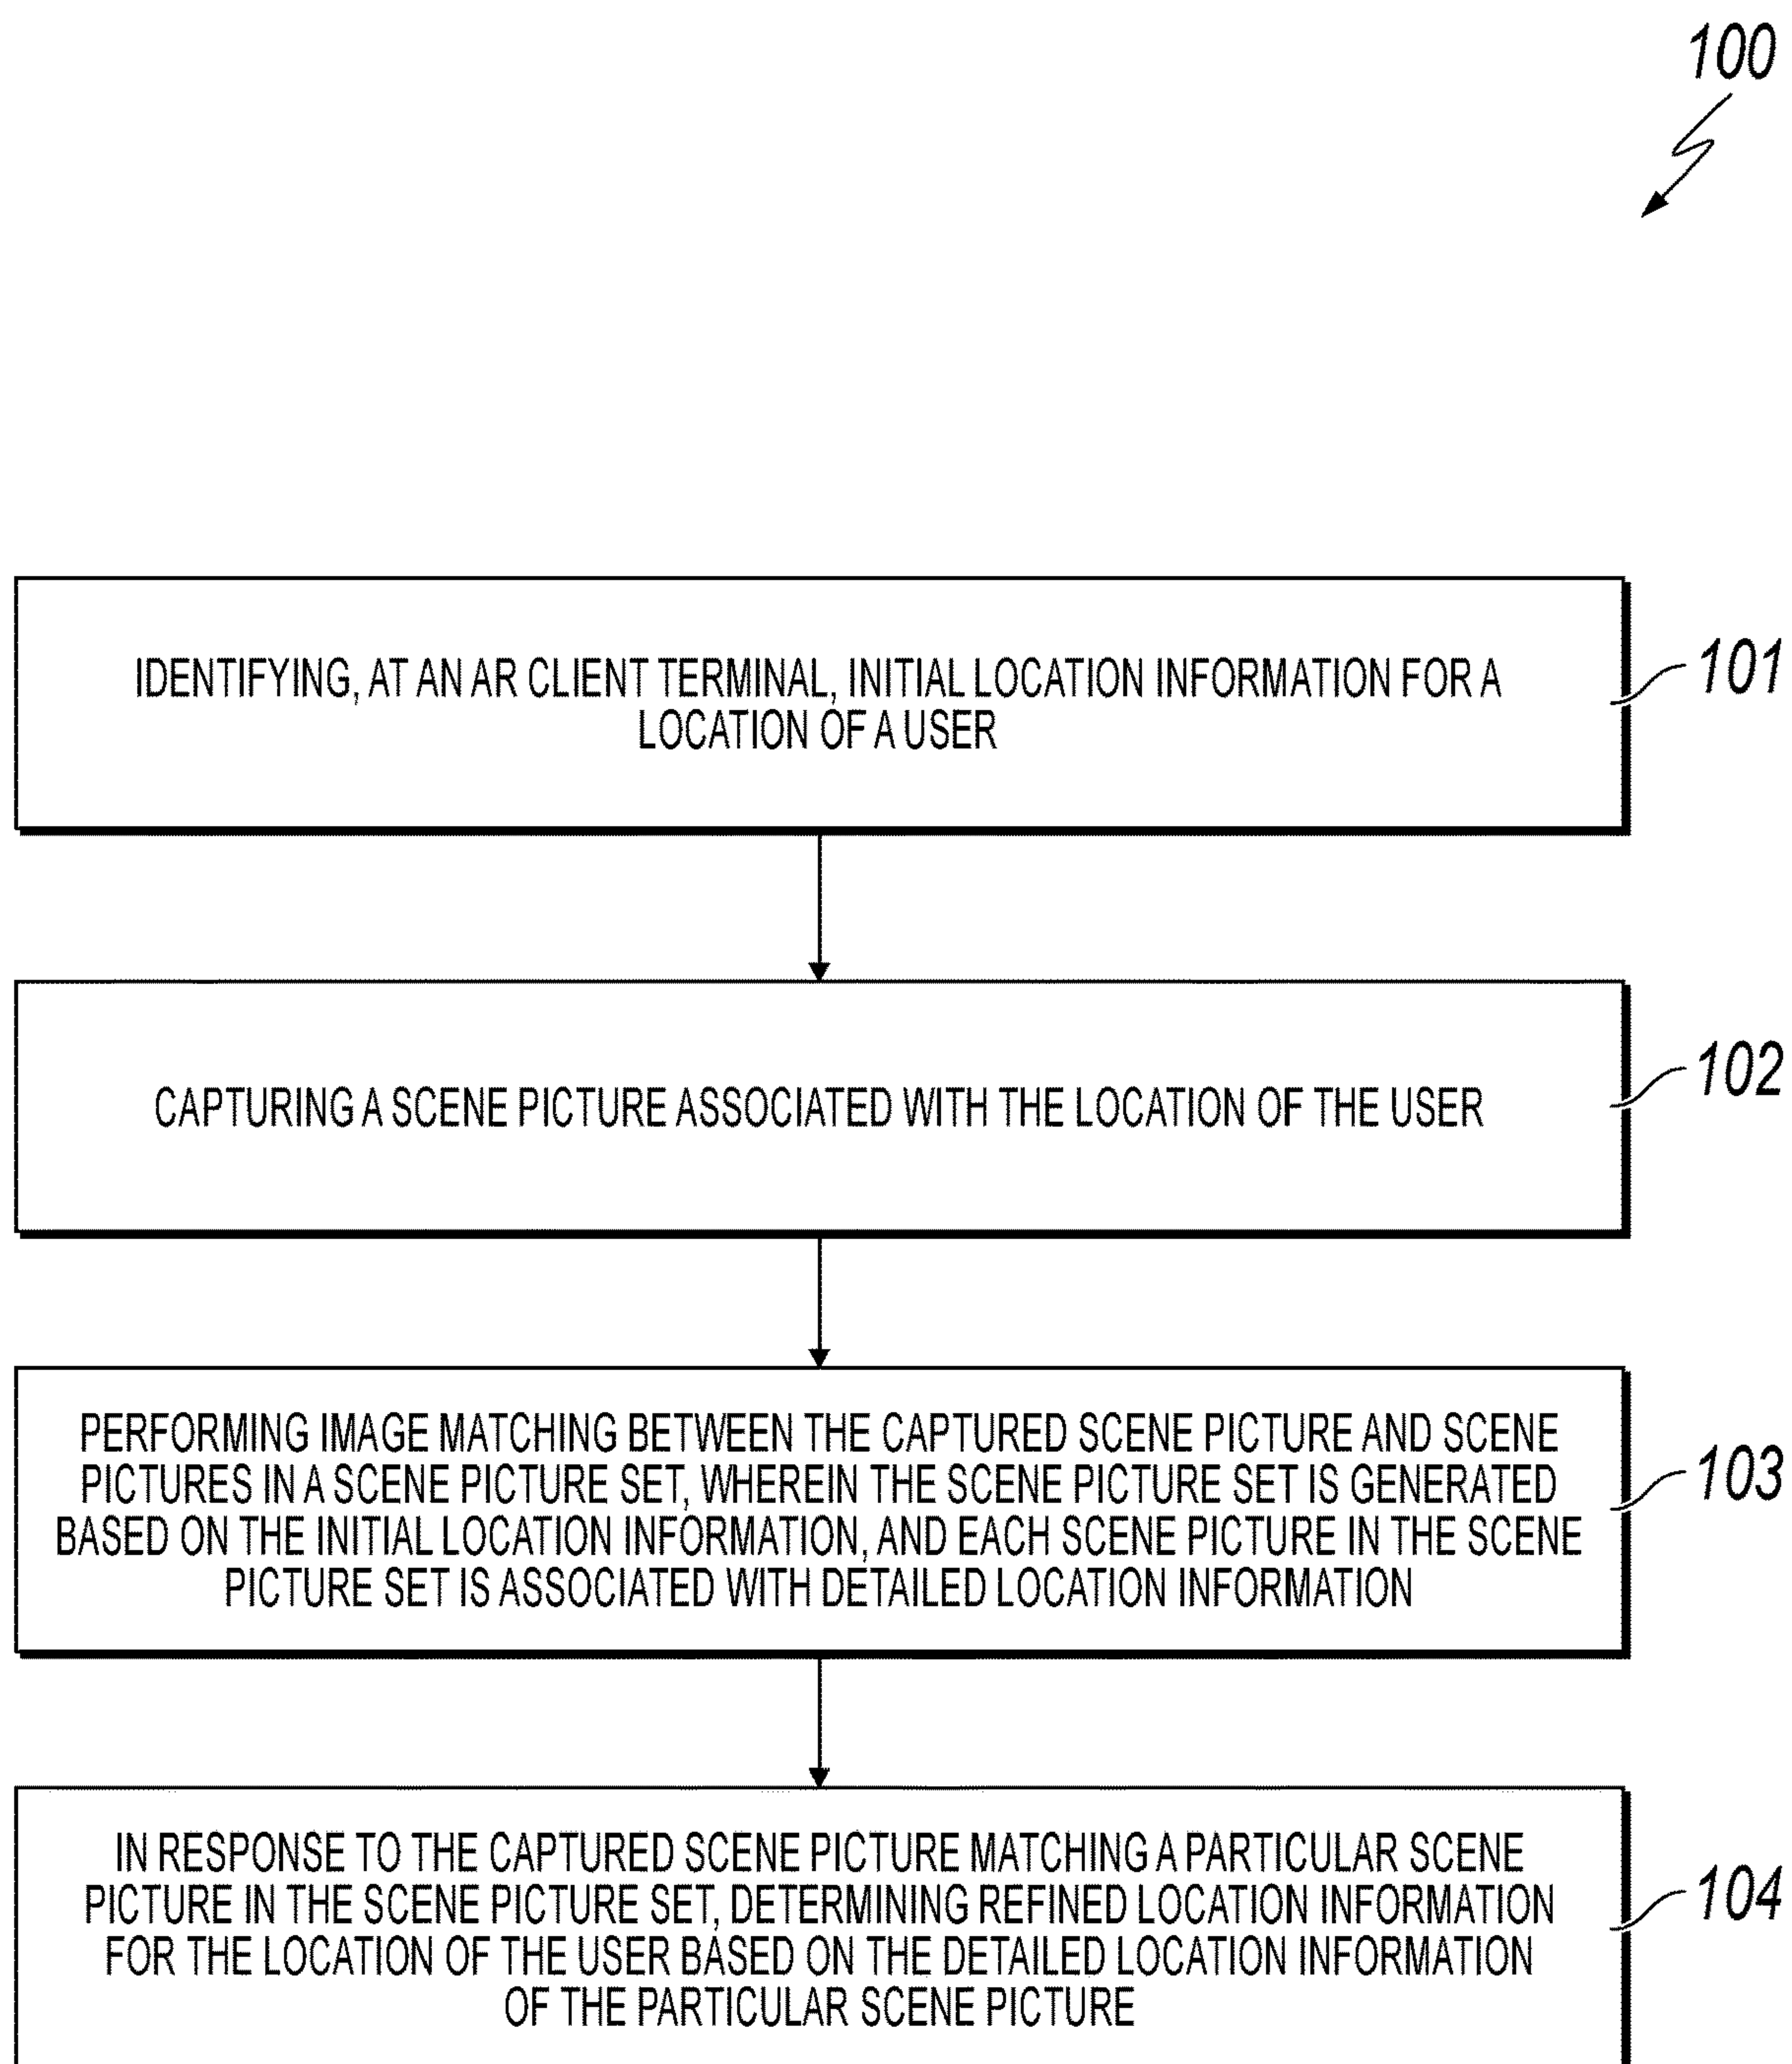 100
IDENTIFYING, AT AN AR CLIENT TERMINAL, INITIAL LOCATION INFORMATION FOR A
LOCATION OF A USER
101
CAPTURING A SCENE PICTURE ASSOCIATED WITH THE LOCATION OF THE USER
102
PERFORMING IMAGE MATCHING BETWEEN THE CAPTURED SCENE PICTURE AND SCENE
PICTURES IN A SCENE PICTURE SET, WHEREIN THE SCENE PICTURE SET IS GENERATED
BASED ON THE INITIAL LOCATION INFORMATION, AND EACH SCENE PICTURE IN THE SCENE
PICTURE SET IS ASSOCIATED WITH DETAILED LOCATION INFORMATION
103
IN RESPONSE TO THE CAPTURED SCENE PICTURE MATCHING A PARTICULAR SCENE
PICTURE IN THE SCENE PICTURE SET, DETERMINING REFINED LOCATION INFORMATION
FOR THE LOCATION OF THE USER BASED ON THE DETAILED LOCATION INFORMATION
OF THE PARTICULAR SCENE PICTURE
104